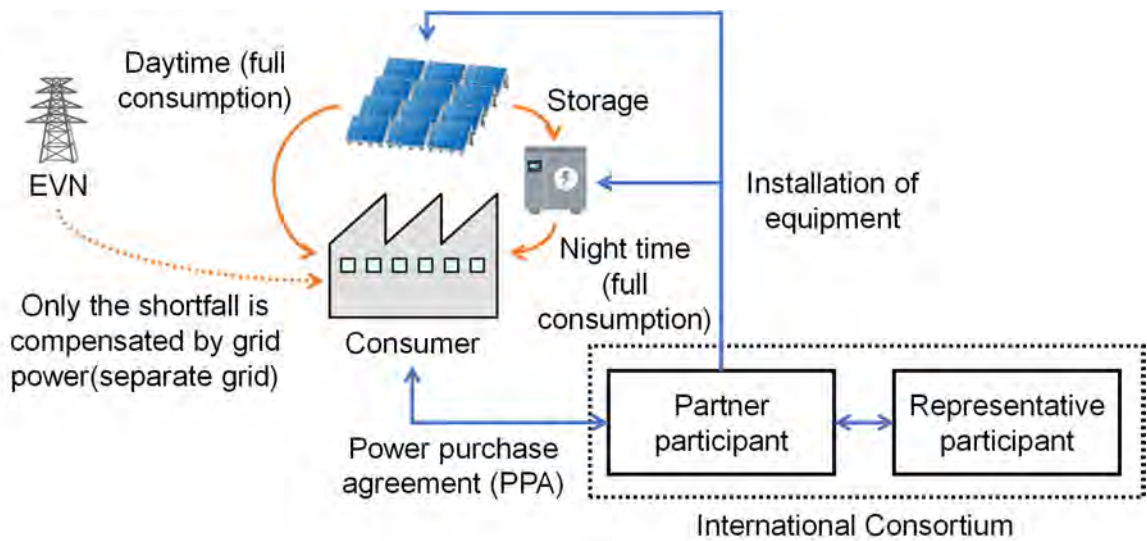 Daytime (full
consumption)
Storage
EVN
Installation of
equipment
Night time
(full
consumption)
Only the shortfall is
compensated by grid
power(separate grid)
Consumer
Partner
participant
Representative
participant
Power purchase
agreement (PPA)
International Consortium